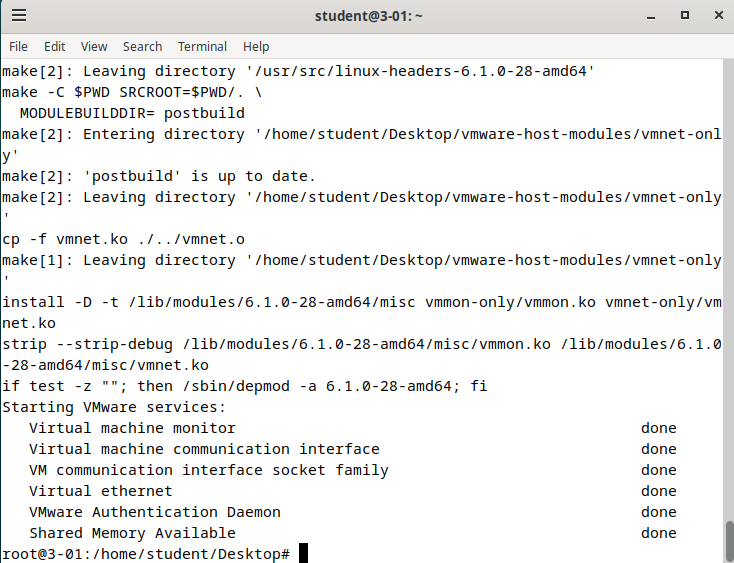 student@3-01: ~
File Edit View Search Terminal Help
make[2]: Leaving directory '/usr/src/linux-headers-6.1.0-28-amd64'
make -C $PWD SRCROOT=$PWD/. \
  MODULEBUILDDIR= postbuild
make[2]: Entering directory '/home/student/Desktop/vmware-host-modules/vmnet-onl
y'
make[2]: 'postbuild' is up to date.
make[2]: Leaving directory '/home/student/Desktop/vmware-host-modules/vmnet-only
'
cp -f vmnet.ko ./../vmnet.o
make[1]: Leaving directory '/home/student/Desktop/vmware-host-modules/vmnet-only
'
install -D -t /lib/modules/6.1.0-28-amd64/misc vmmon-only/vmmon.ko vmnet-only/vm
net.ko
strip --strip-debug /lib/modules/6.1.0-28-amd64/misc/vmmon.ko /lib/modules/6.1.0
-28-amd64/misc/vmnet.ko
if test -z ""; then /sbin/depmod -a 6.1.0-28-amd64; fi
Starting VMware services:
   Virtual machine monitor                                             done
   Virtual machine communication interface                             done
   VM communication interface socket family                            done
   Virtual ethernet                                                    done
   VMware Authentication Daemon                                        done
   Shared Memory Available                                             done
root@3-01:/home/student/Desktop#